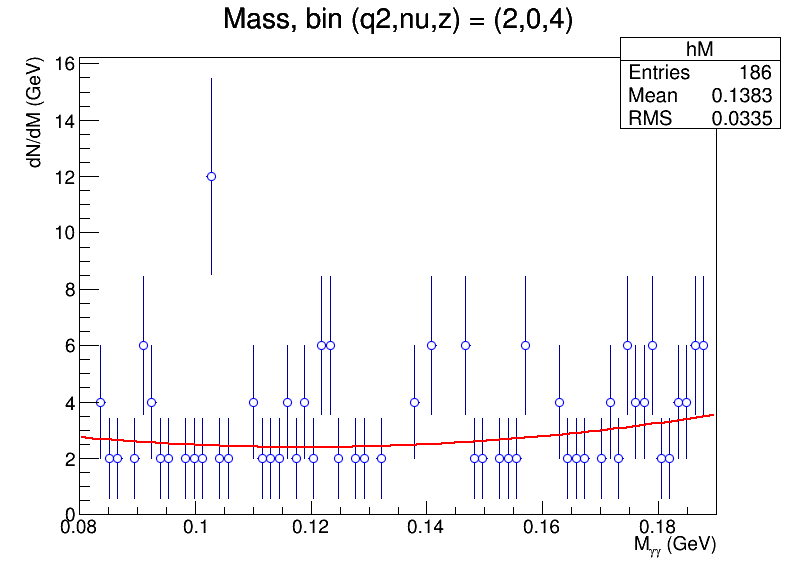 Mass, bin (q2,nu,z) = (2,0,4)
hM
Entries 186
Mean 0.1383
RMS 0.0335
dN/dM (GeV)
16
14
12
10
8
6
4
2
0
0.08 0.1 0.12 0.14 0.16 0.18
Mγγ (GeV)